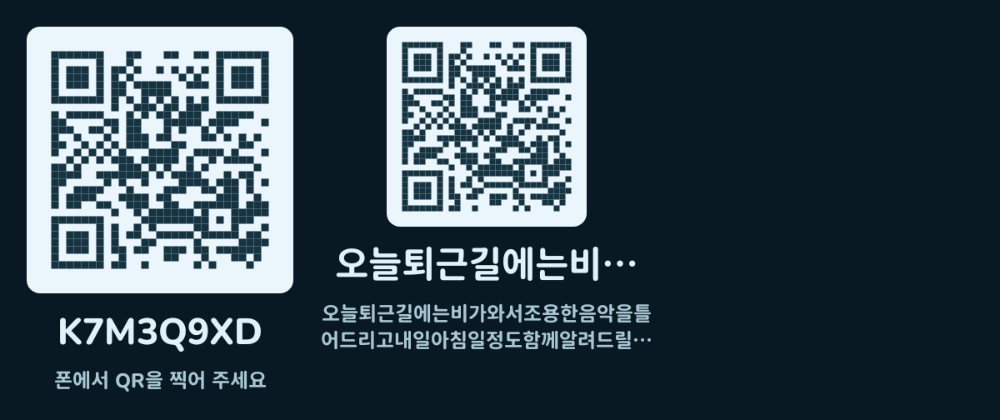 K7M3Q9XD
폰에서 QR을 찍어 주세요
오늘퇴근길에는비…
오늘퇴근길에는비가와서조용한음악을틀
어드리고내일아침일정도함께알려드릴…